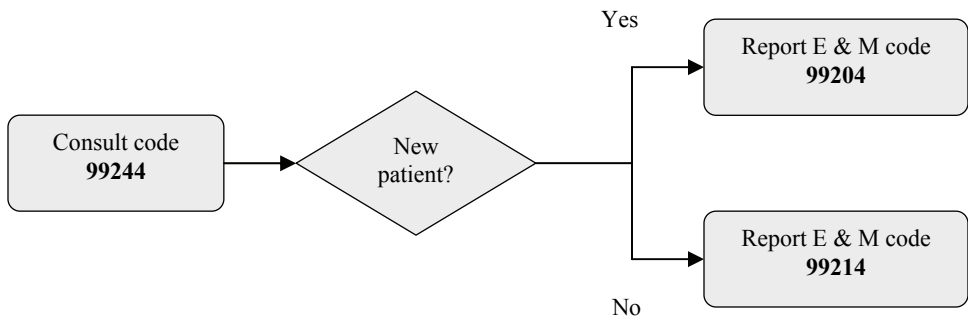 Consult code
99244
New
patient?
Yes
Report E & M code
99204
Report E & M code
99214
No